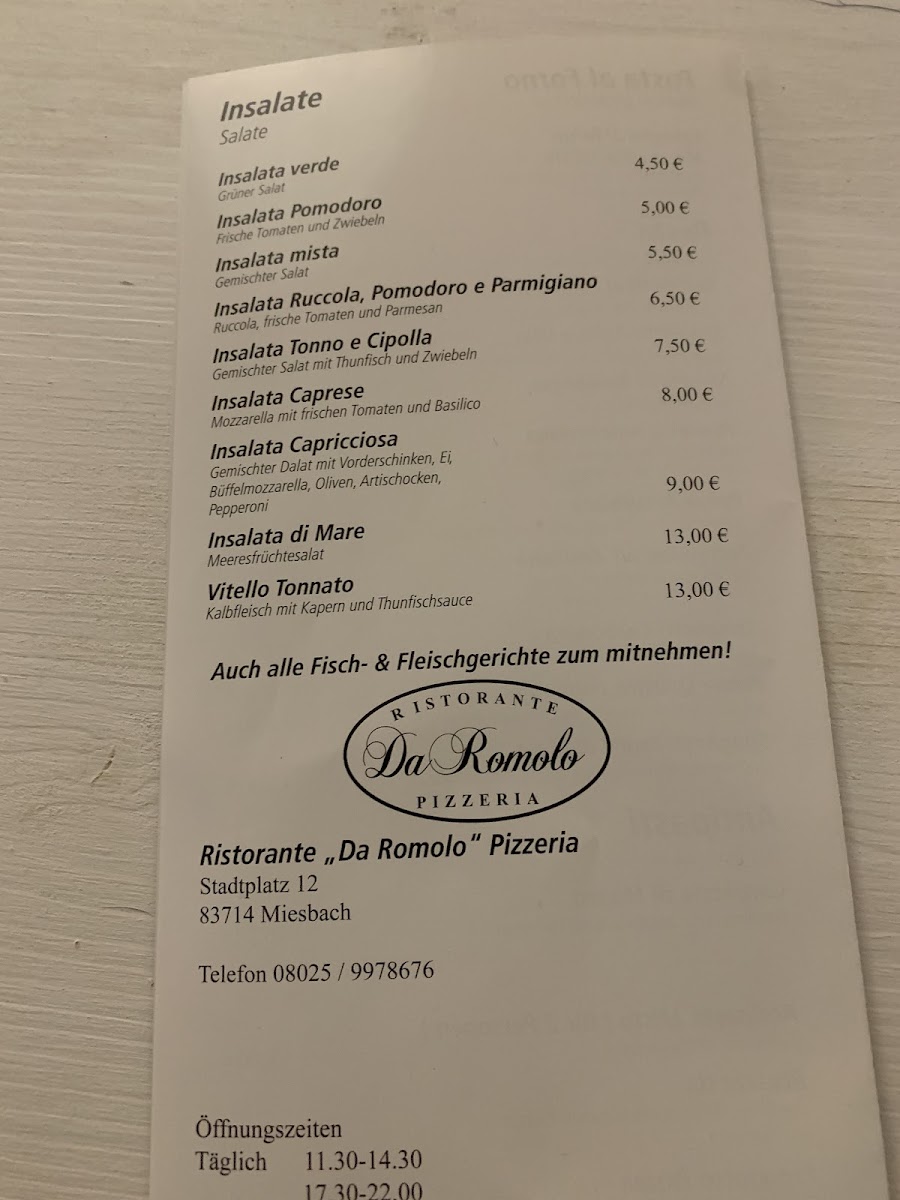 Insalate
Salate
Insalata verde 4,50 €
Grüner Salat
Insalata Pomodoro 5,00 €
Frische Tomaten und Zwiebeln
Insalata mista 5,50 €
Gemischter Salat
Insalata Ruccola, Pomodoro e Parmigiano 6,50 €
Ruccola, frische Tomaten und Parmesan
Insalata Tonno e Cipolla 7,50 €
Gemischter Salat mit Thunfisch und Zwiebeln
Insalata Caprese 8,00 €
Mozzarella mit frischen Tomaten und Basilico
Insalata Capricciosa
Gemischter Dalat mit Vorderschinken, Ei,
Büffelmozzarella, Oliven, Artischocken, 9,00 €
Pepperoni
Insalata di Mare 13,00 €
Meeresfrüchtesalat
Vitello Tonnato 13,00 €
Kalbfleisch mit Kapern und Thunfischsauce
Auch alle Fisch- & Fleischgerichte zum mitnehmen!
RISTORANTE
Da Romolo
PIZZERIA
Ristorante „Da Romolo“ Pizzeria
Stadtplatz 12
83714 Miesbach
Telefon 08025 / 9978676
Öffnungszeiten
Täglich 11.30-14.30
17.30-22.00